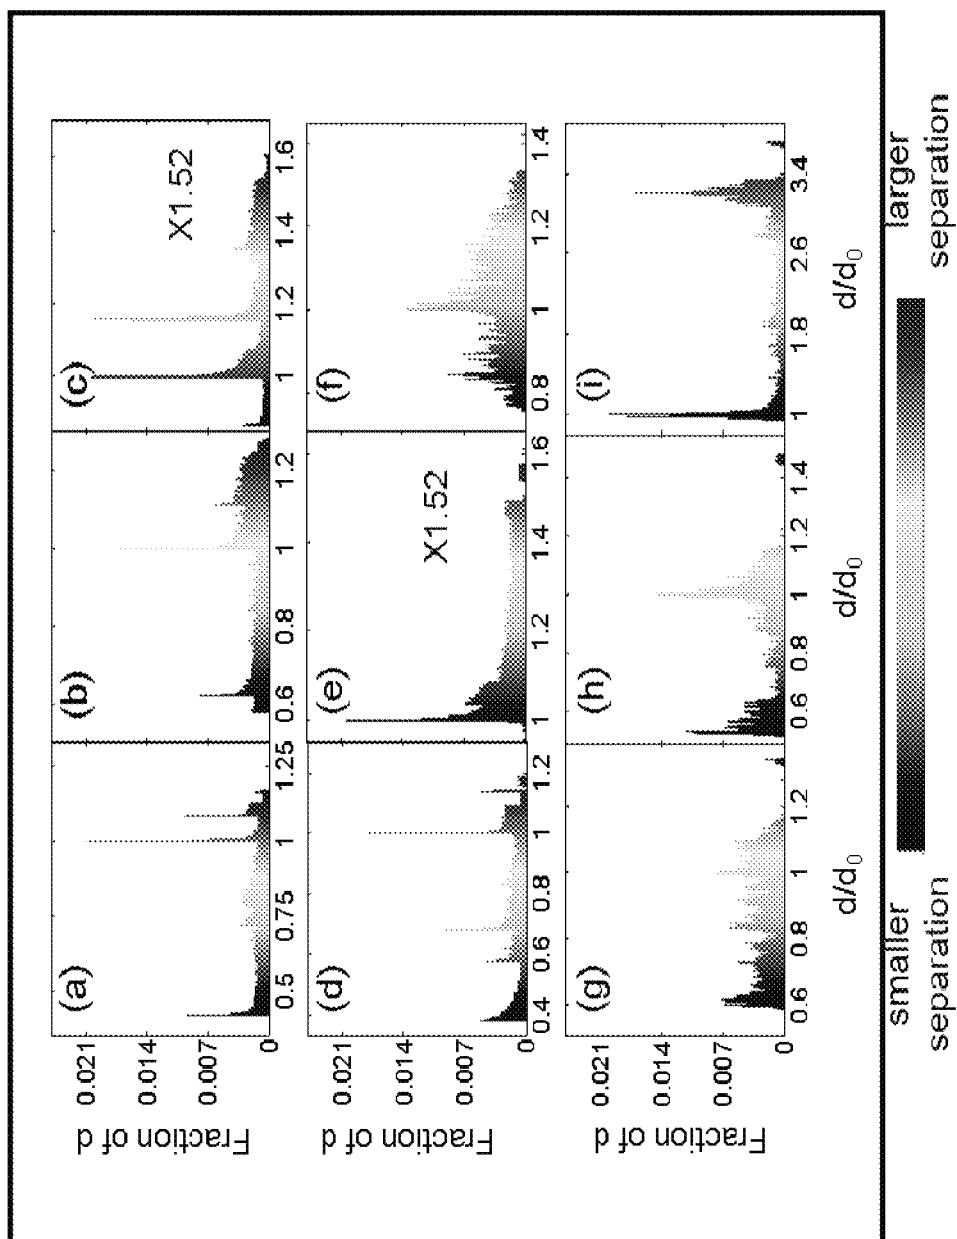 (a) (b) (c)
X1.52
Fraction of d
0.021
0.014
0.007
0
0.5 0.75 1 1.25 0.6 0.8 1 1.2 1 1.2 1.4 1.6
(d) (e) (f)
X1.52
Fraction of d
0.021
0.014
0.007
0
0.4 0.6 0.8 1 1.2 1 1.2 1.4 1.6 0.8 1 1.2 1.4
(g) (h) (i)
Fraction of d
0.021
0.014
0.007
0
0.6 0.8 1 1.2 0.6 0.8 1 1.2 1.4 1 1.8 2.6 3.4
d/d₀ d/d₀ d/d₀
smaller separation
larger separation